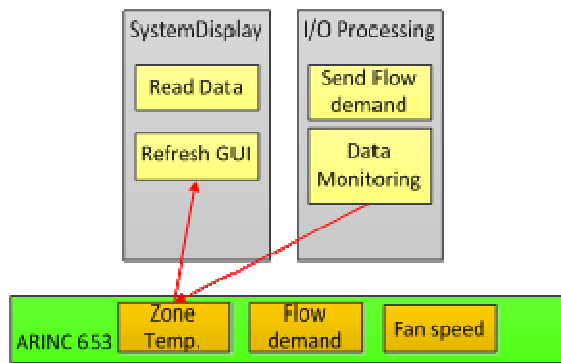 SystemDisplay
Read Data
Refresh GUI
I/O Processing
Send Flow
demand
Data
Monitoring
ARINC 653
Zone
Temp.
Flow
demand
Fan speed